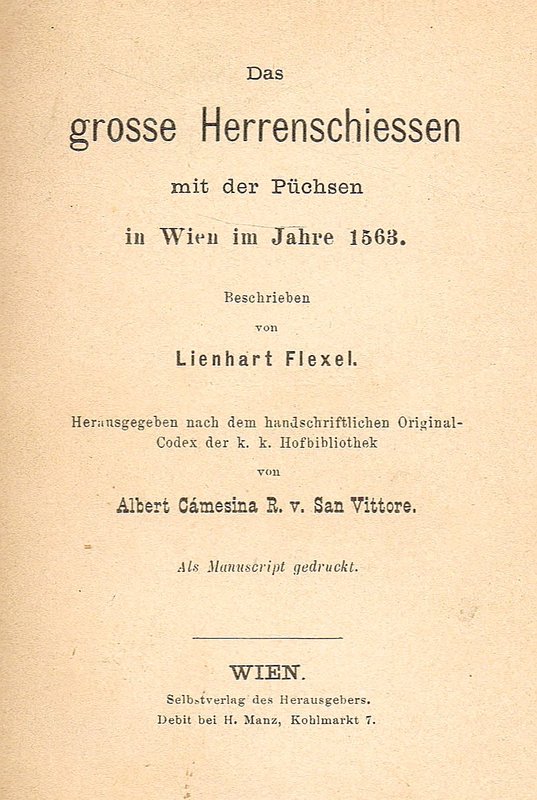 Das
grosse Herrenschiessen
mit der Püchsen
in Wien im Jahre 1563.
Beschrieben
von
Lienhart Flexel.
Herausgegeben nach dem handschriftlichen Original-
Codex der k. k. Hofbibliothek
von
Albert Cámesina R. v. San Vittore.
Als Manuscript gedruckt.
WIEN.
Selbstverlag des Herausgebers.
Debit bei H. Manz, Kohlmarkt 7.